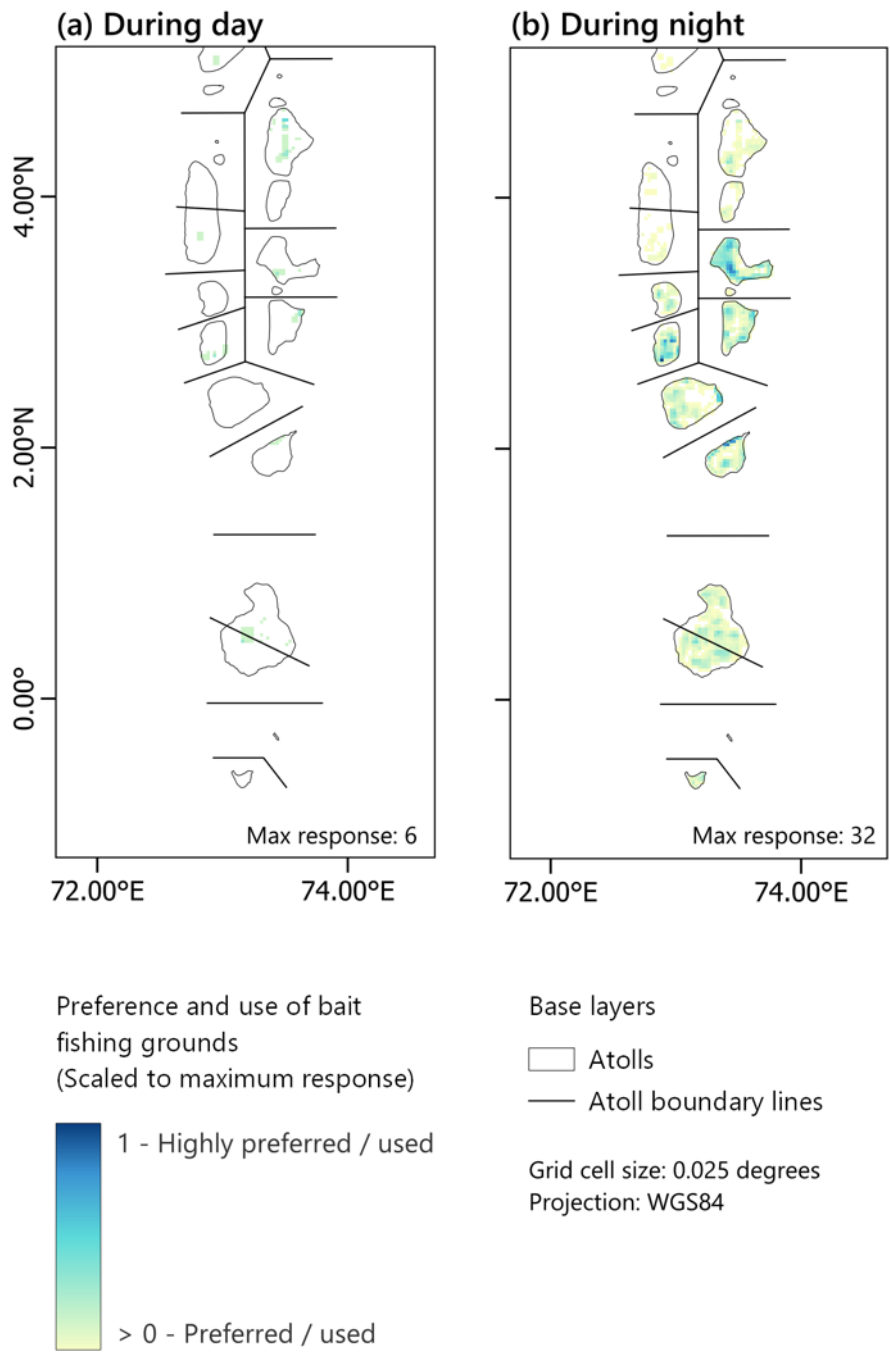 (a) During day
(b) During night
4.00°N
2.00°N
0.00°
Max response: 6
Max response: 32
72.00°E
74.00°E
72.00°E
74.00°E
Preference and use of bait
fishing grounds
(Scaled to maximum response)
1 - Highly preferred / used
> 0 - Preferred / used
Base layers
Atolls
Atoll boundary lines
Grid cell size: 0.025 degrees
Projection: WGS84